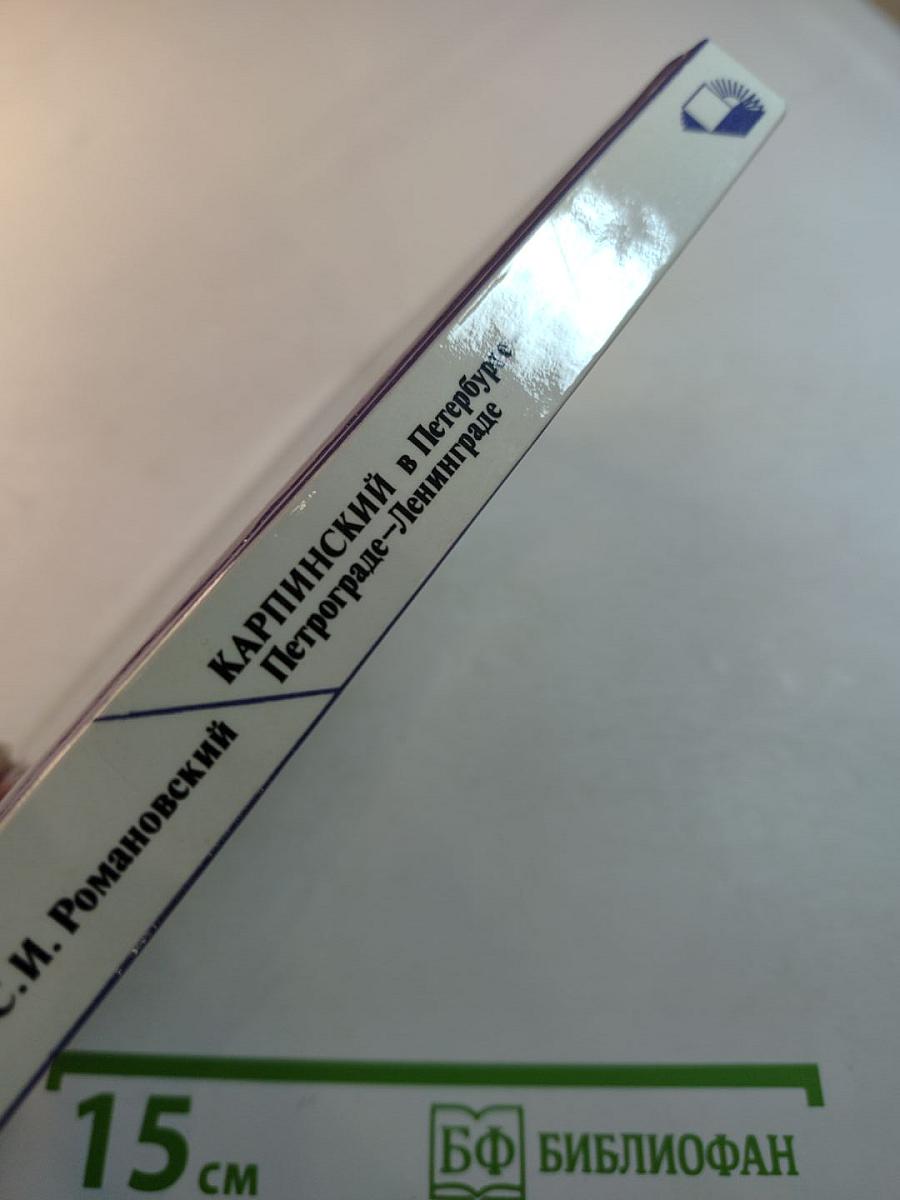 С.И. Романовский
КАРПИНСКИЙ в Петербурге
Петрограде–Ленинграде
15 см
БФ БИБЛИОФАН